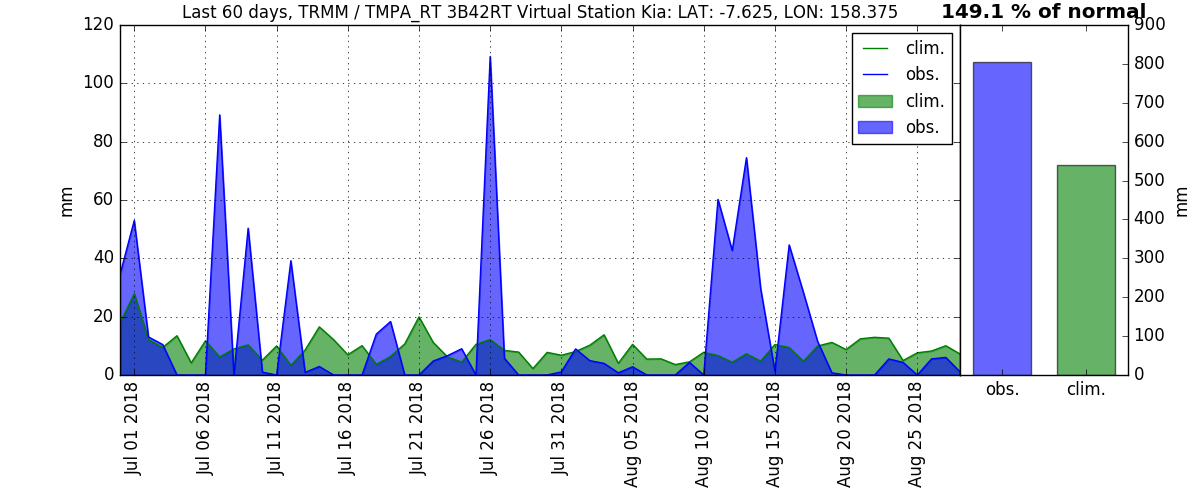 Last 60 days, TRMM / TMPA_RT 3B42RT Virtual Station Kia: LAT: -7.625, LON: 158.375
149.1 % of normal
120
100
80
60
40
20
0
mm
clim.
obs.
clim.
obs.
900
800
700
600
500
400
300
200
100
0
mm
obs.
clim.
Jul 01 2018
Jul 06 2018
Jul 11 2018
Jul 16 2018
Jul 21 2018
Jul 26 2018
Jul 31 2018
Aug 05 2018
Aug 10 2018
Aug 15 2018
Aug 20 2018
Aug 25 2018